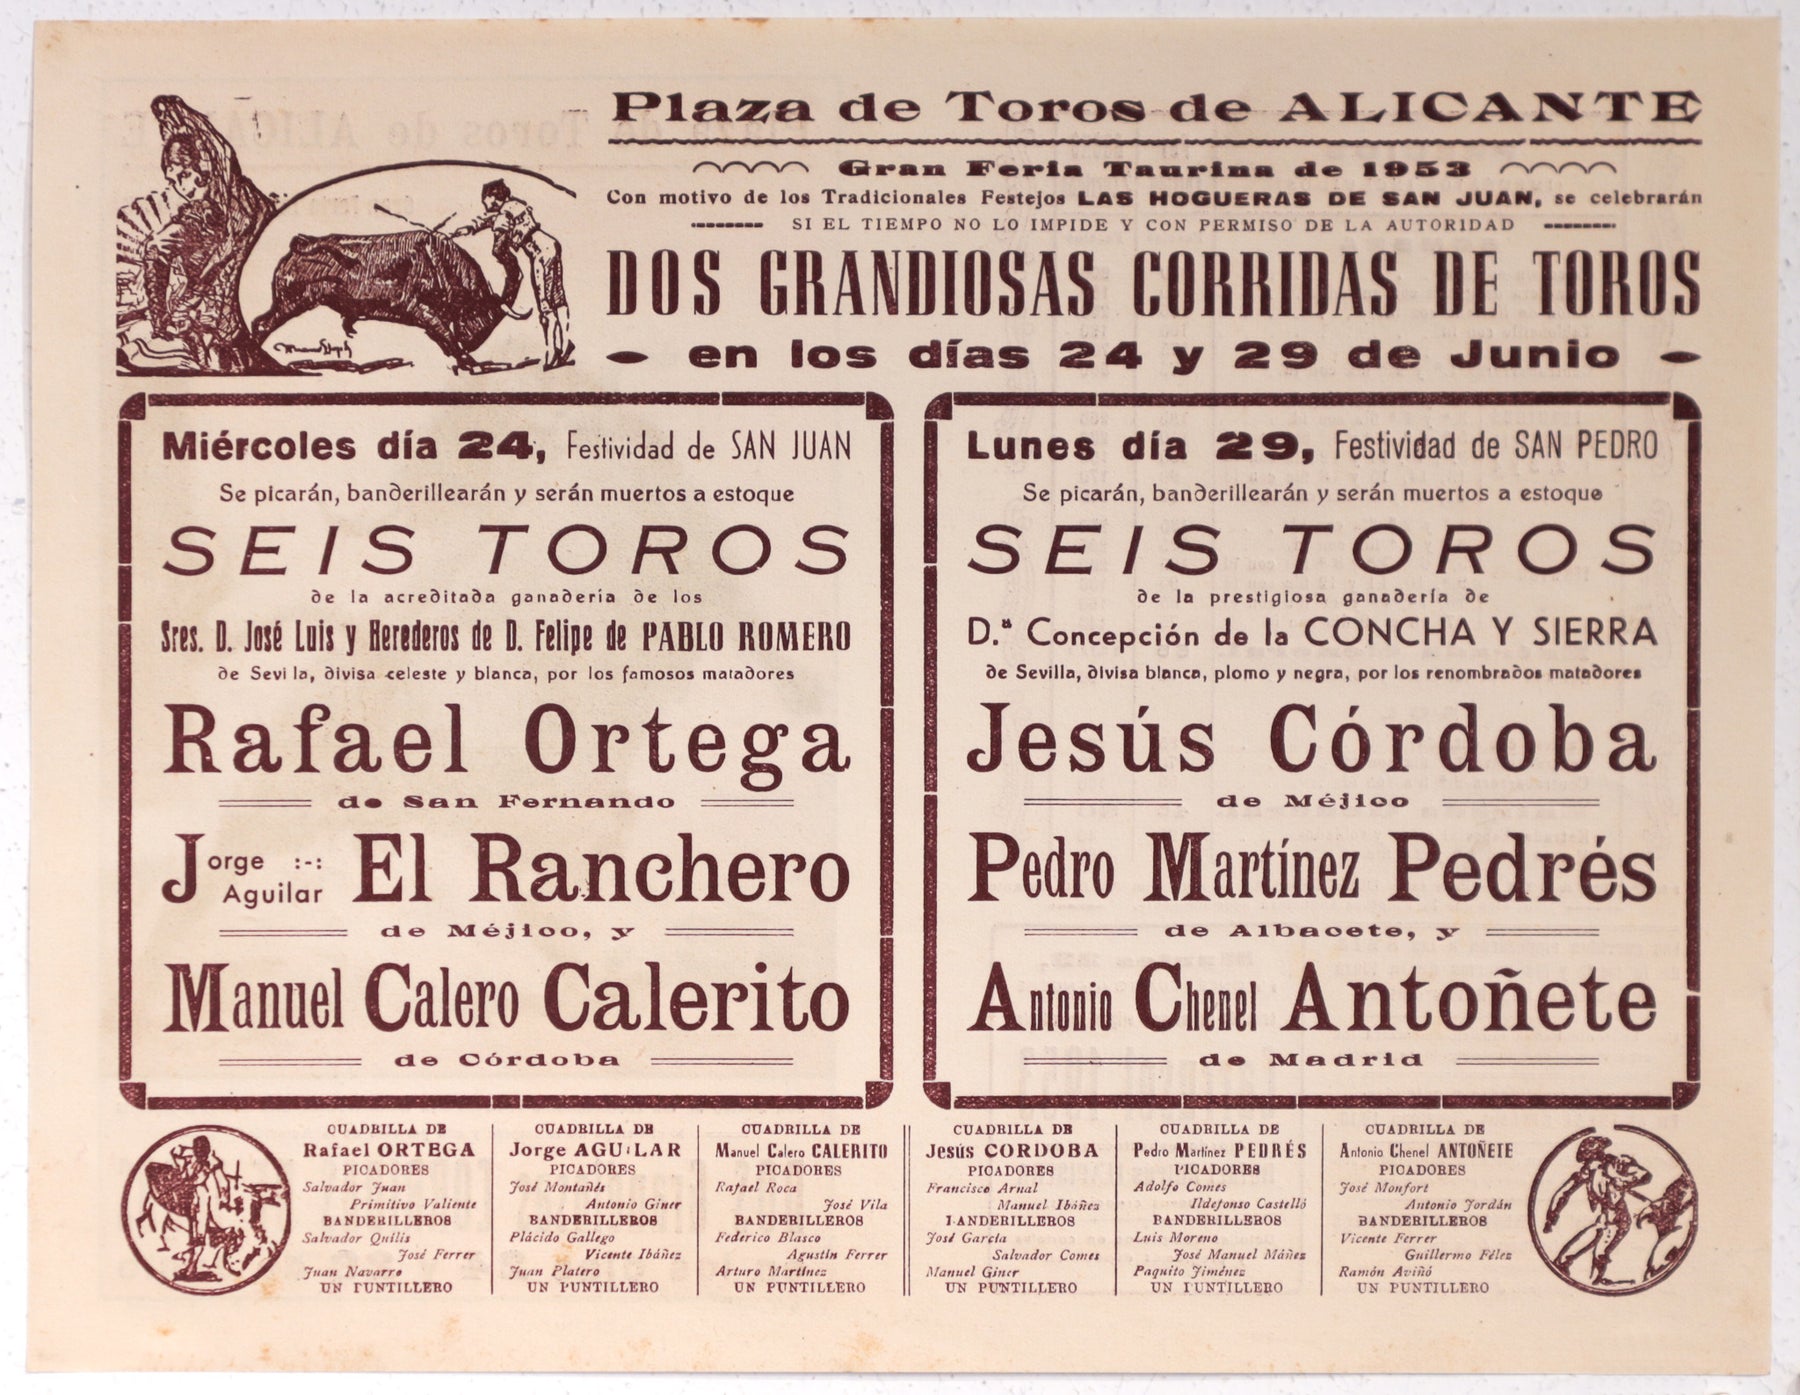 Plaza de Toros de ALICANTE
Gran Feria Taurina de 1953
Con motivo de los Tradicionales Festejos LAS HOGUERAS DE SAN JUAN, se celebrarán
SI EL TIEMPO NO LO IMPIDE Y CON PERMISO DE LA AUTORIDAD
DOS GRANDIOSAS CORRIDAS DE TOROS
en los días 24 y 29 de Junio
Miércoles día 24, Festividad de SAN JUAN
Se picarán, banderillearán y serán muertos a estoque
SEIS TOROS
de la acreditada ganadería de los
Sres. D. José Luis y Herederos de D. Felipe de PABLO ROMERO
de Sevi la, divisa celeste y blanca, por los famosos matadores
Rafael Ortega
de San Fernando
Jorge :-: Aguilar El Ranchero
de Méjico, y
Manuel Calero Calerito
de Córdoba
Lunes día 29, Festividad de SAN PEDRO
Se picarán, banderillearán y serán muertos a estoque
SEIS TOROS
de la prestigiosa ganadería de
D.ª Concepción de la CONCHA Y SIERRA
de Sevilla, divisa blanca, plomo y negra, por los renombrados matadores
Jesús Córdoba
de Méjico
Pedro Martínez Pedrés
de Albacete, y
Antonio Chenel Antoñete
de Madrid
CUADRILLA DE
Rafael ORTEGA
PICADORES
Salvador Juan
Primitivo Valiente
BANDERILLEROS
Salvador Quilis
José Ferrer
Juan Navarro
UN PUNTILLERO
CUADRILLA DE
Jorge AGUILAR
PICADORES
José Montañés
Antonio Giner
BANDERILLEROS
Plácido Gallego
Vicente Ibáñez
Juan Platero
UN PUNTILLERO
CUADRILLA DE
Manuel Calero CALERITO
PICADORES
Rafael Roca
José Vila
BANDERILLEROS
Federico Blasco
Agustín Ferrer
Arturo Martínez
UN PUNTILLERO
CUADRILLA DE
Jesús CORDOBA
PICADORES
Francisco Arnal
Manuel Ibáñez
BANDERILLEROS
José García
Salvador Comes
Manuel Giner
UN PUNTILLERO
CUADRILLA DE
Pedro Martínez PEDRÉS
PICADORES
Adolfo Comes
Ildefonso Castelló
BANDERILLEROS
Luis Moreno
José Manuel Máñez
Paquito Jiménez
UN PUNTILLERO
CUADRILLA DE
Antonio Chenel ANTOÑETE
PICADORES
José Monfort
Antonio Jordán
BANDERILLEROS
Vicente Ferrer
Guillermo Félez
Ramón Aviñó
UN PUNTILLERO